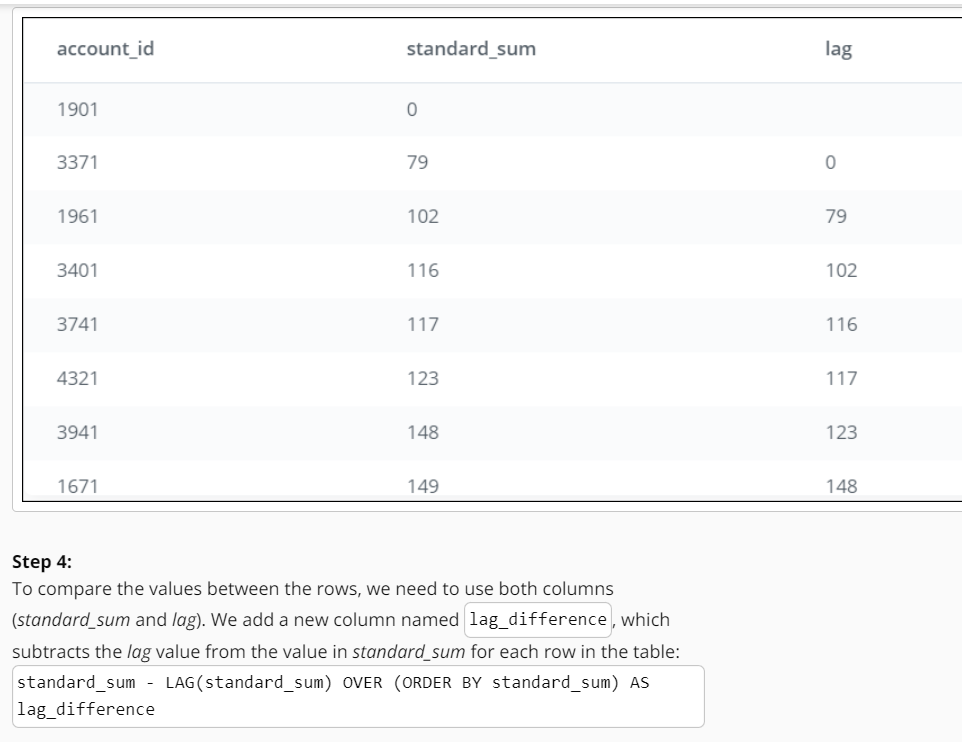 account_id standard_sum lag
1901 0
3371 79 0
1961 102 79
3401 116 102
3741 117 116
4321 123 117
3941 148 123
1671 149 148
Step 4:
To compare the values between the rows, we need to use both columns
(standard_sum and lag). We add a new column named lag_difference, which
subtracts the lag value from the value in standard_sum for each row in the table:
standard_sum - LAG(standard_sum) OVER (ORDER BY standard_sum) AS
lag_difference